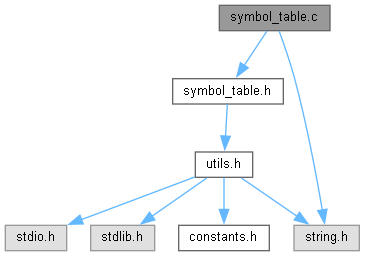 symbol_table.c
symbol_table.h
utils.h
stdio.h
stdlib.h
constants.h
string.h